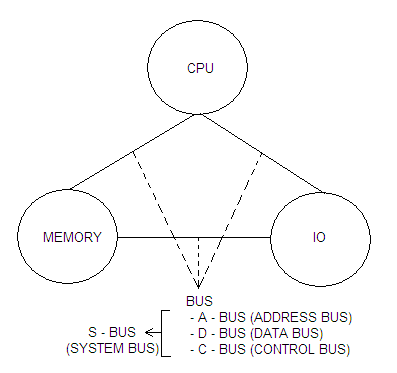 CPU
MEMORY
IO
BUS
- A - BUS (ADDRESS BUS)
S - BUS
- D - BUS (DATA BUS)
(SYSTEM BUS)
- C - BUS (CONTROL BUS)